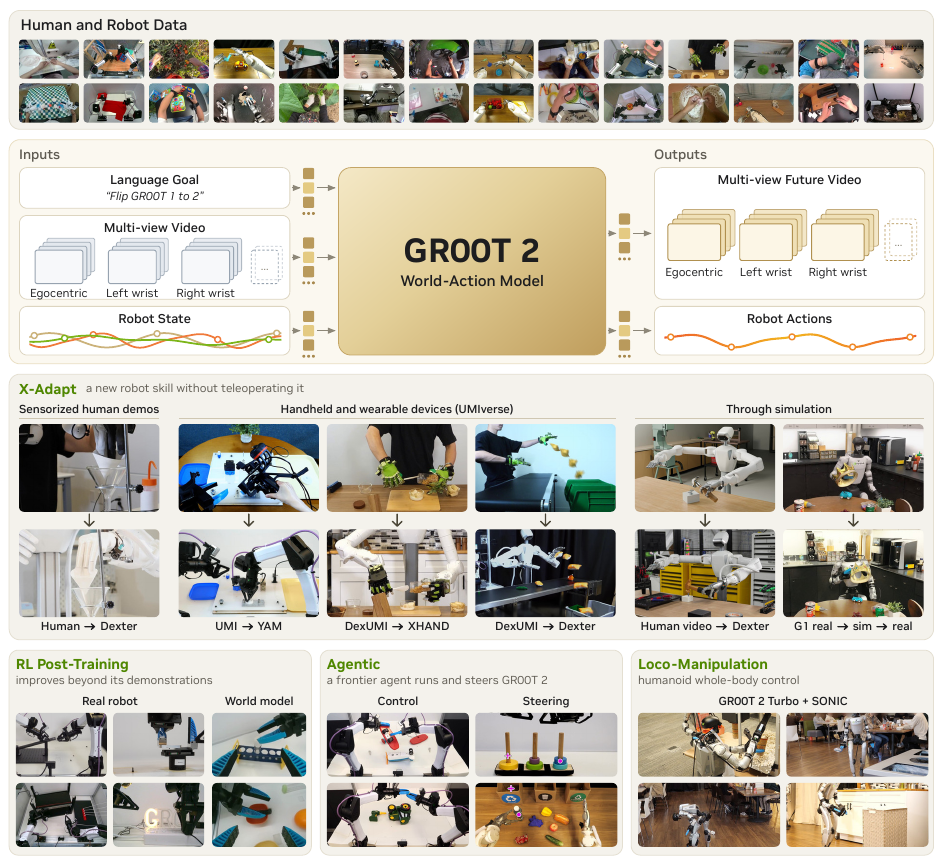 Human and Robot Data
Inputs
Outputs
Language Goal
"Flip GR00T 1 to 2"
Multi-view Video
Egocentric
Left wrist
Right wrist
...
Robot State
GR00T 2
World-Action Model
Multi-view Future Video
Egocentric
Left wrist
Right wrist
...
Robot Actions
X-Adapt a new robot skill without teleoperating it
Sensorized human demos
Handheld and wearable devices (UMIverse)
Through simulation
Human → Dexter
UMI → YAM
DexUMI → XHAND
DexUMI → Dexter
Human video → Dexter
G1 real → sim → real
RL Post-Training
improves beyond its demonstrations
Real robot
World model
Agentic
a frontier agent runs and steers GR00T 2
Control
Steering
Loco-Manipulation
humanoid whole-body control
GR00T 2 Turbo + SONIC